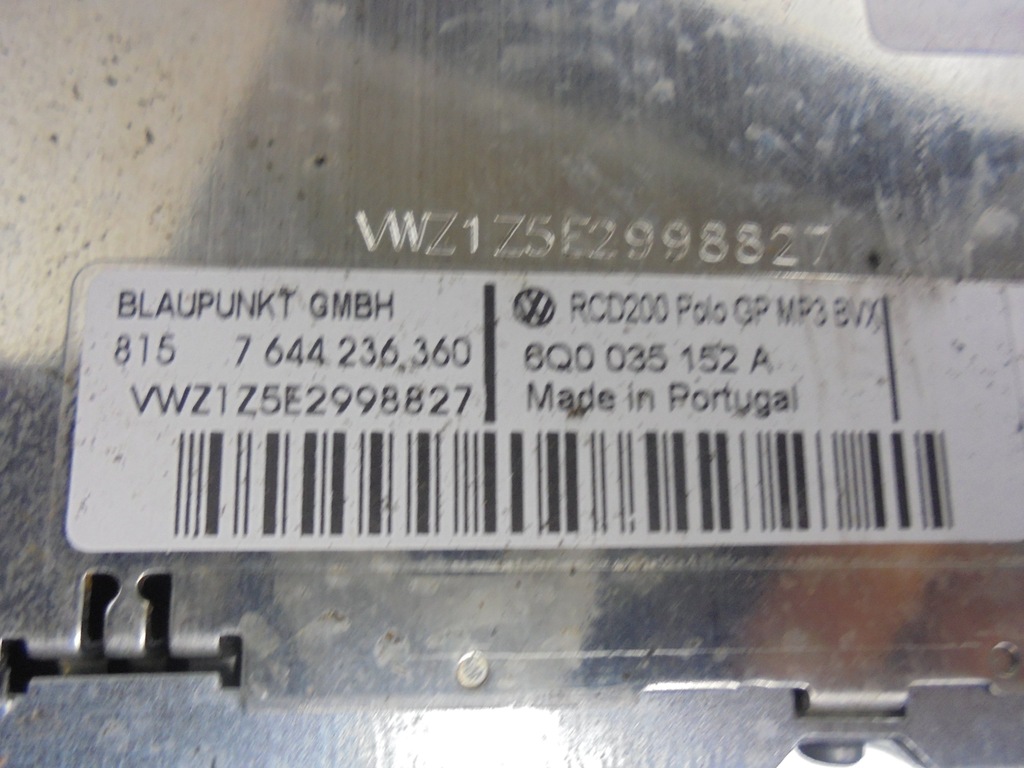 VWZ1Z5E2998827
BLAUPUNKT GMBH
815 7 644 236,360
VWZ1Z5E2998827
RCD200 Polo GP MP3 BVX
6Q0 035 152 A
Made in Portugal